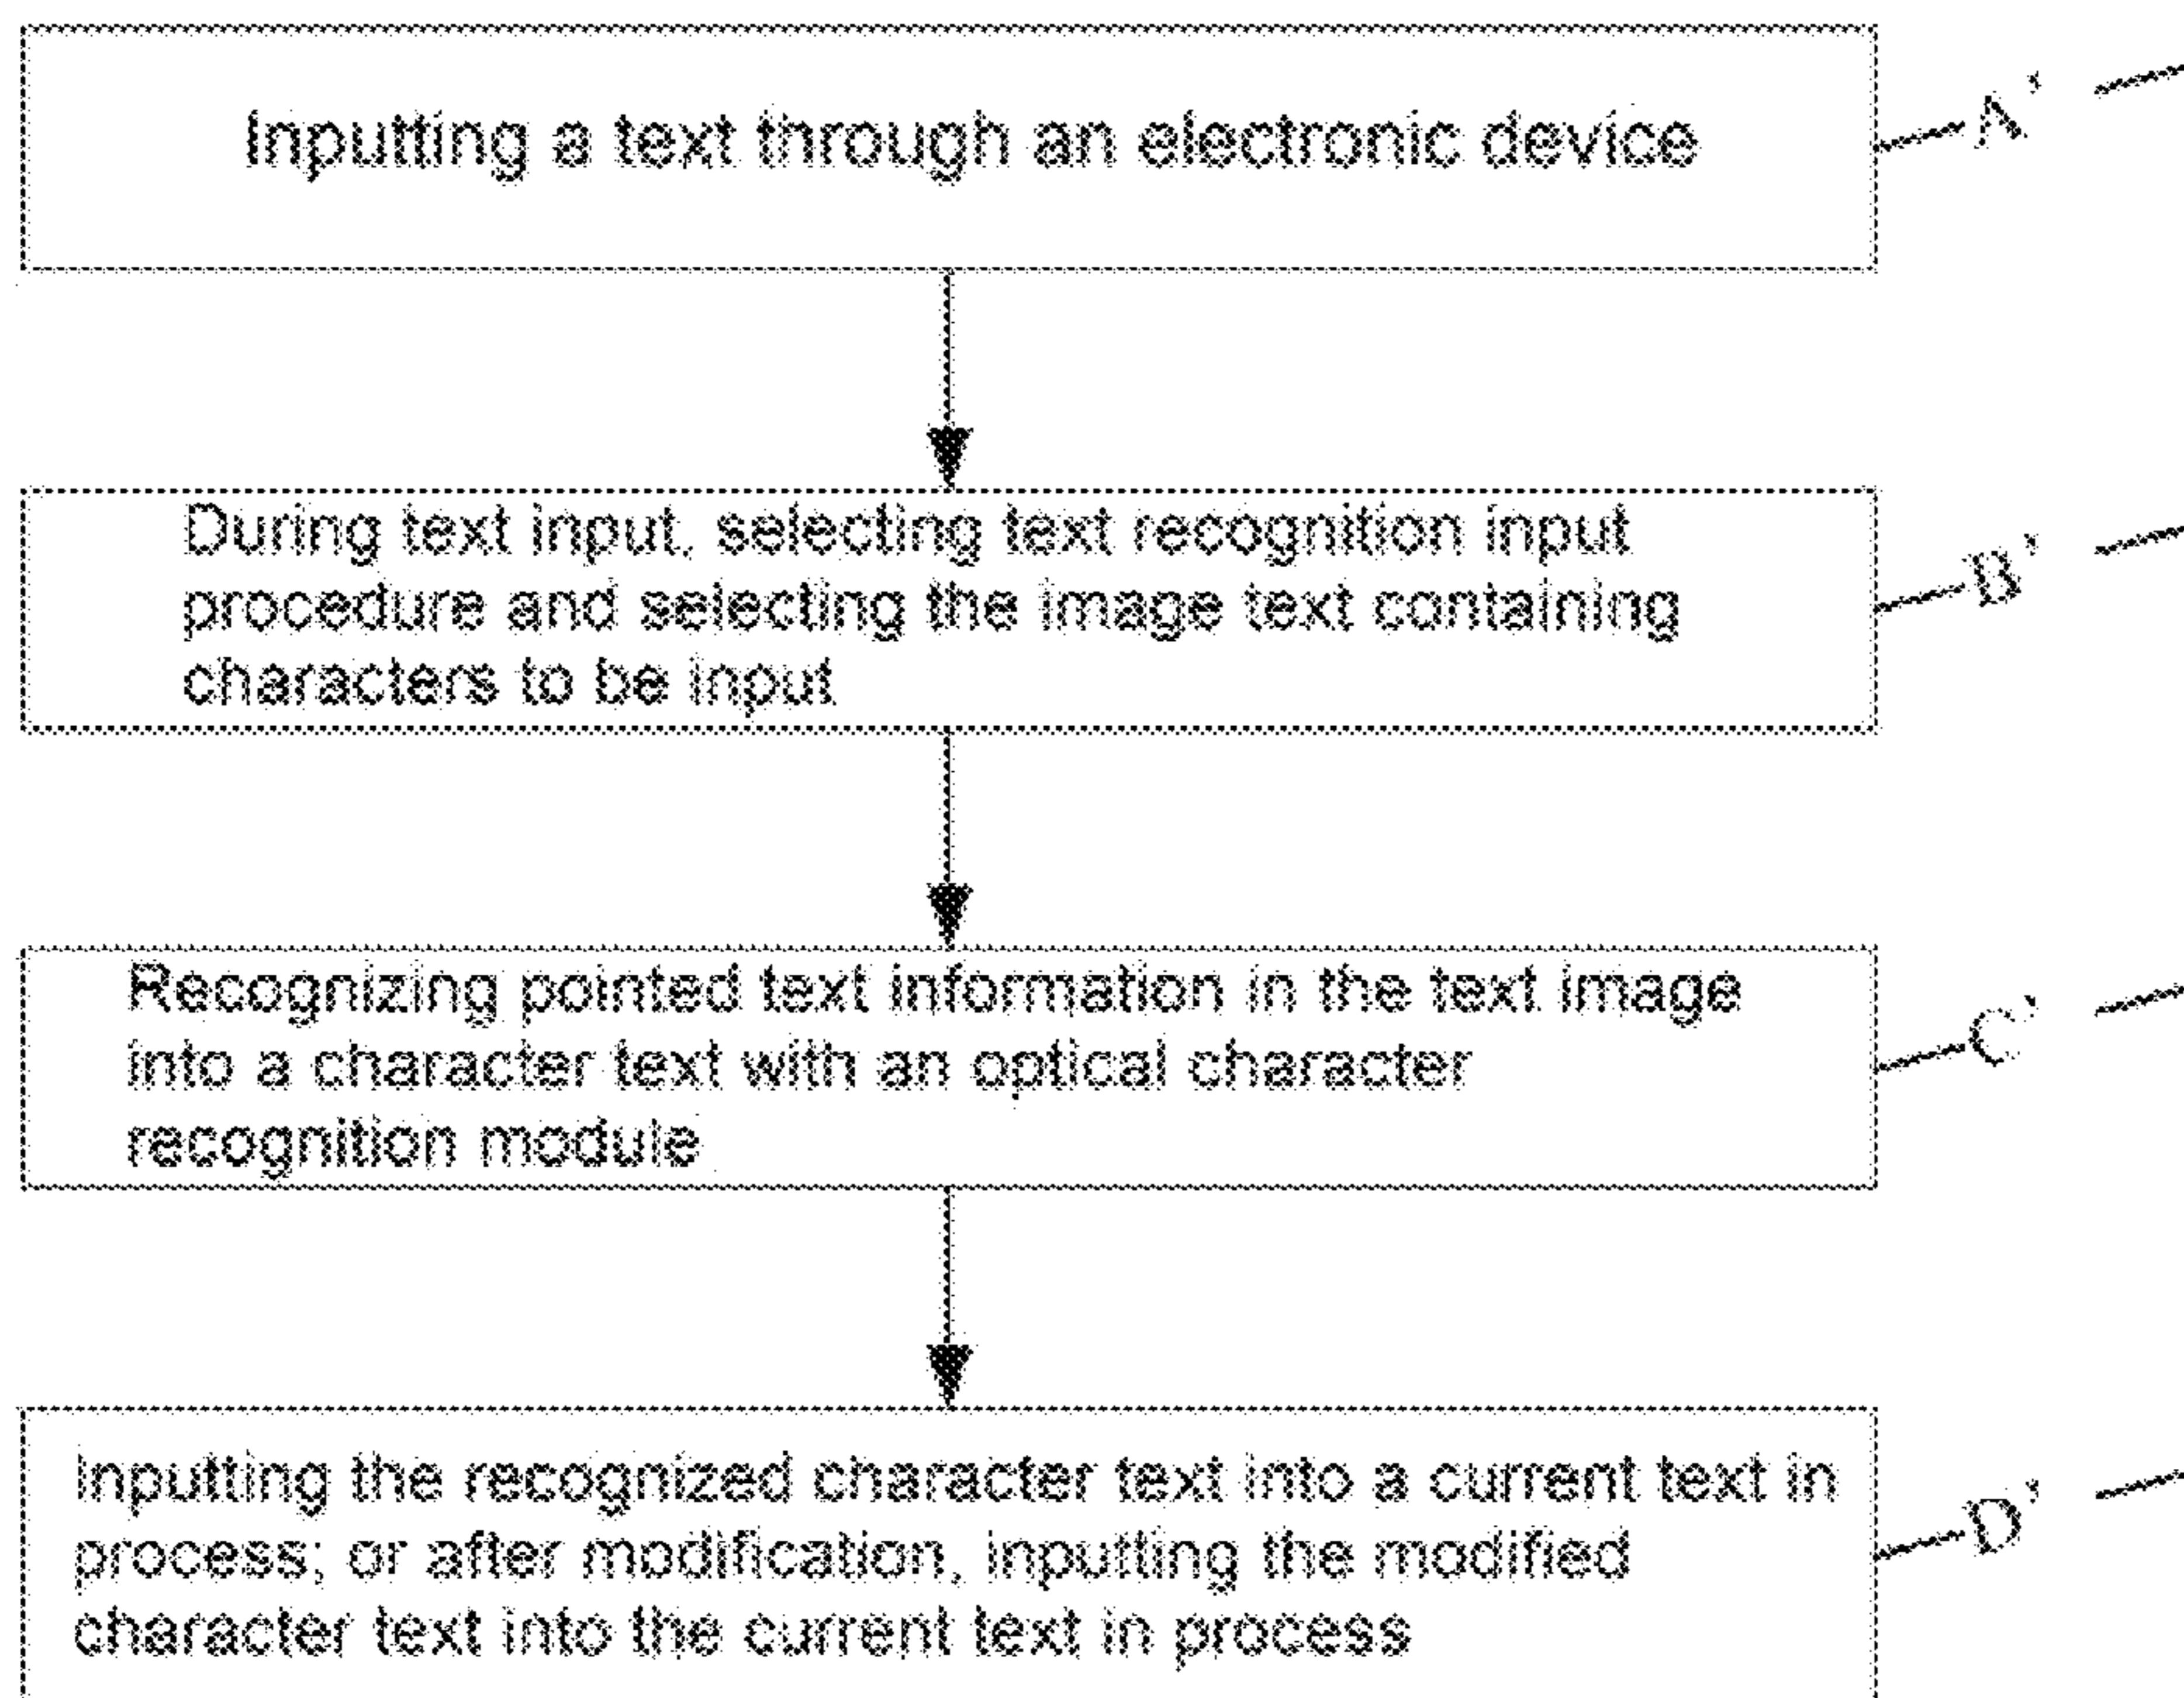 Inputting a text through an electronic device
A'
During text input, selecting text recognition input
procedure and selecting the image text containing
characters to be input
B'
Recognizing pointed text information in the text image
into a character text with an optical character
recognition module
C'
Inputting the recognized character text into a current text in
process; or after modification, inputting the modified
character text into the current text in process
D'